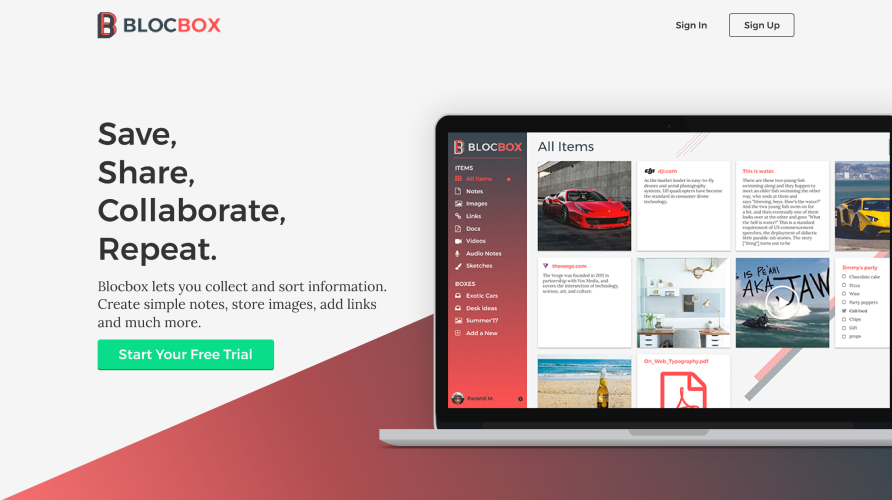 BLOCBOX
Sign In
Sign Up
Save,
Share,
Collaborate,
Repeat.
Blocbox lets you collect and sort information.
Create simple notes, store images, add links
and much more.
Start Your Free Trial
BLOCBOX
ITEMS
All Items
Notes
Images
Links
Docs
Videos
Audio Notes
Sketches
BOXES
Exotic Cars
Desk ideas
Summer'17
Add a New
Pankhil M.
All Items
dji.com
As the market leader in easy-to-fly
drones and aerial photography
systems, DJI quadcopters have become
the standard in consumer drone
technology.
This is water.
There are these two young fish
swimming along and they happen to
meet an older fish swimming the other
way, who nods at them and
says "Morning, boys. How's the water?"
And the two young fish swim on for
a bit, and then eventually one of them
looks over at the other and goes "What
the hell is water?" This is a standard
requirement of US commencement
speeches, the deployment of didactic
little parable-ish stories. The story
["thing"] turns out to be
theverge.com
The Verge was founded in 2011 in
partnership with Vox Media, and
covers the intersection of technology,
science, art, and culture.
IS PE'AHI
AKA JAW
Jimmy's party
Chocolate cake
Pizza
Wine
Party poppers
Cali food
Chips
Gift
props
On_Web_Typography.pdf